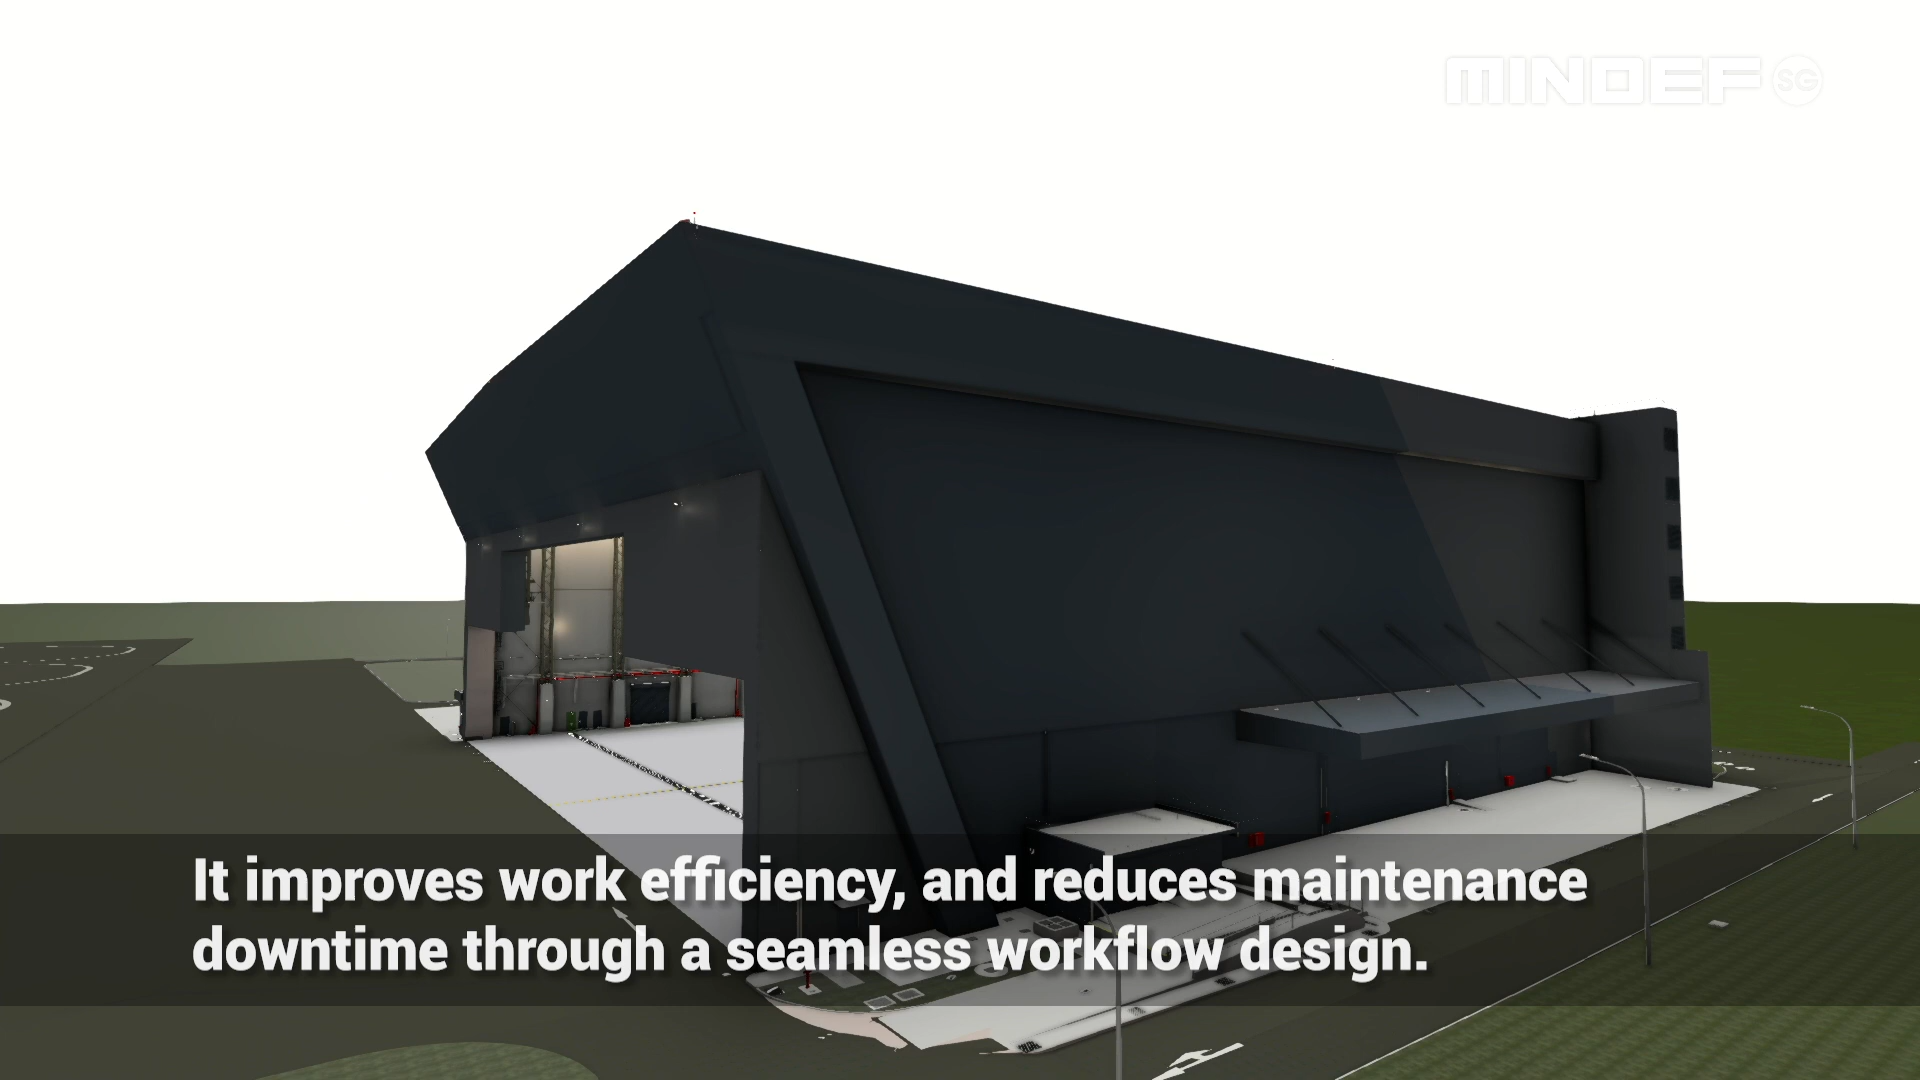 MINDEF SG
It improves work efficiency, and reduces maintenance
downtime through a seamless workflow design.